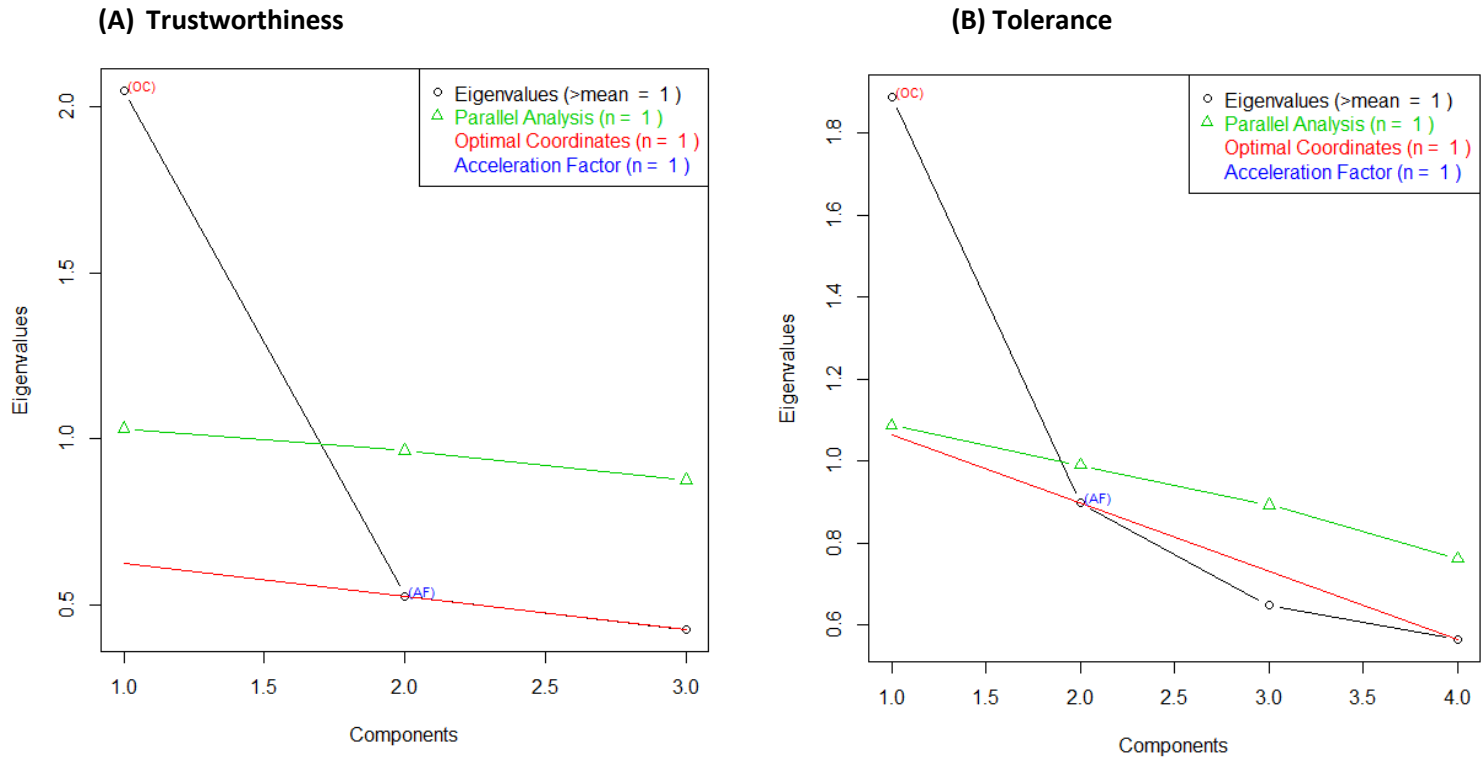 (A) Trustworthiness
(OC)
(AF)
Eigenvalues (>mean = 1 )
Parallel Analysis (n = 1 )
Optimal Coordinates (n = 1 )
Acceleration Factor (n = 1 )
2.0
1.5
1.0
0.5
Eigenvalues
1.0 1.5 2.0 2.5 3.0
Components
(B) Tolerance
(OC)
(AF)
Eigenvalues (>mean = 1 )
Parallel Analysis (n = 1 )
Optimal Coordinates (n = 1 )
Acceleration Factor (n = 1 )
1.8
1.6
1.4
1.2
1.0
0.8
0.6
Eigenvalues
1.0 1.5 2.0 2.5 3.0 3.5 4.0
Components